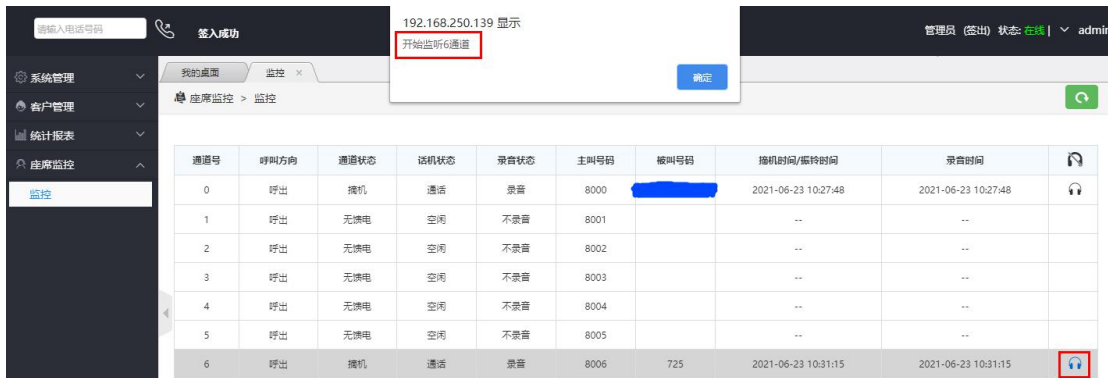 请输入电话号码 签入成功 管理员 (签出) 状态: 在线 | admin
192.168.250.139 显示
开始监听6通道
确定
系统管理
客户管理
统计报表
座席监控
监控
我的桌面 监控 ×
座席监控 > 监控
通道号 呼叫方向 通道状态 话机状态 录音状态 主叫号码 被叫号码 摘机时间/振铃时间 录音时间
0 呼出 摘机 通话 录音 8000 2021-06-23 10:27:48 2021-06-23 10:27:48
1 呼出 无馈电 空闲 不录音 8001 -- --
2 呼出 无馈电 空闲 不录音 8002 -- --
3 呼出 无馈电 空闲 不录音 8003 -- --
4 呼出 无馈电 空闲 不录音 8004 -- --
5 呼出 无馈电 空闲 不录音 8005 -- --
6 呼出 摘机 通话 录音 8006 725 2021-06-23 10:31:15 2021-06-23 10:31:15